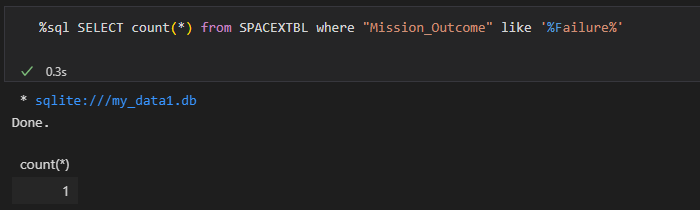 %sql SELECT count(*) from SPACEXTBL where "Mission_Outcome" like '%Failure%'
0.3s
* sqlite:///my_data1.db
Done.
count(*)
1